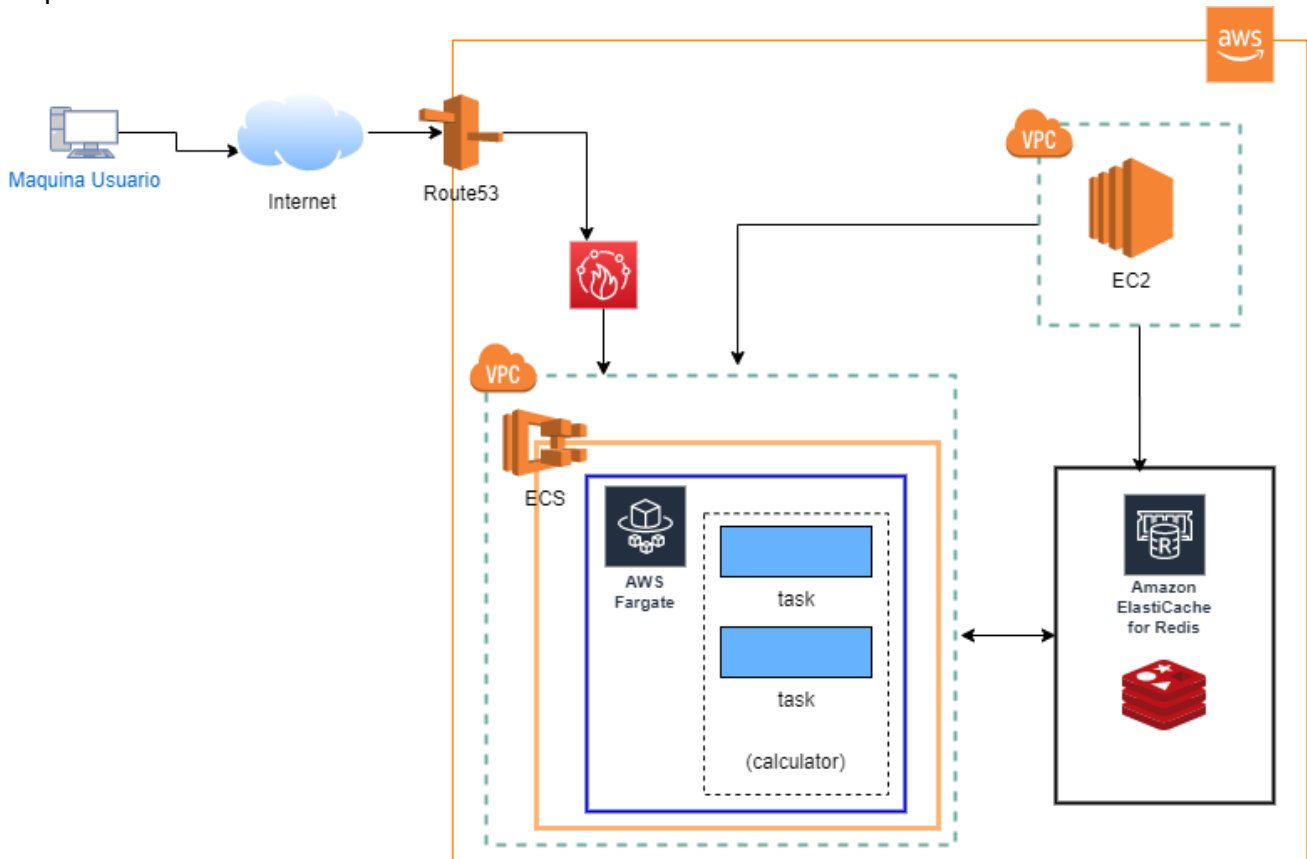 aws
VPC
Maquina Usuario
Internet
Route53
EC2
VPC
ECS
AWS
Fargate
task
task
(calculator)
Amazon
ElastiCache
for Redis
R